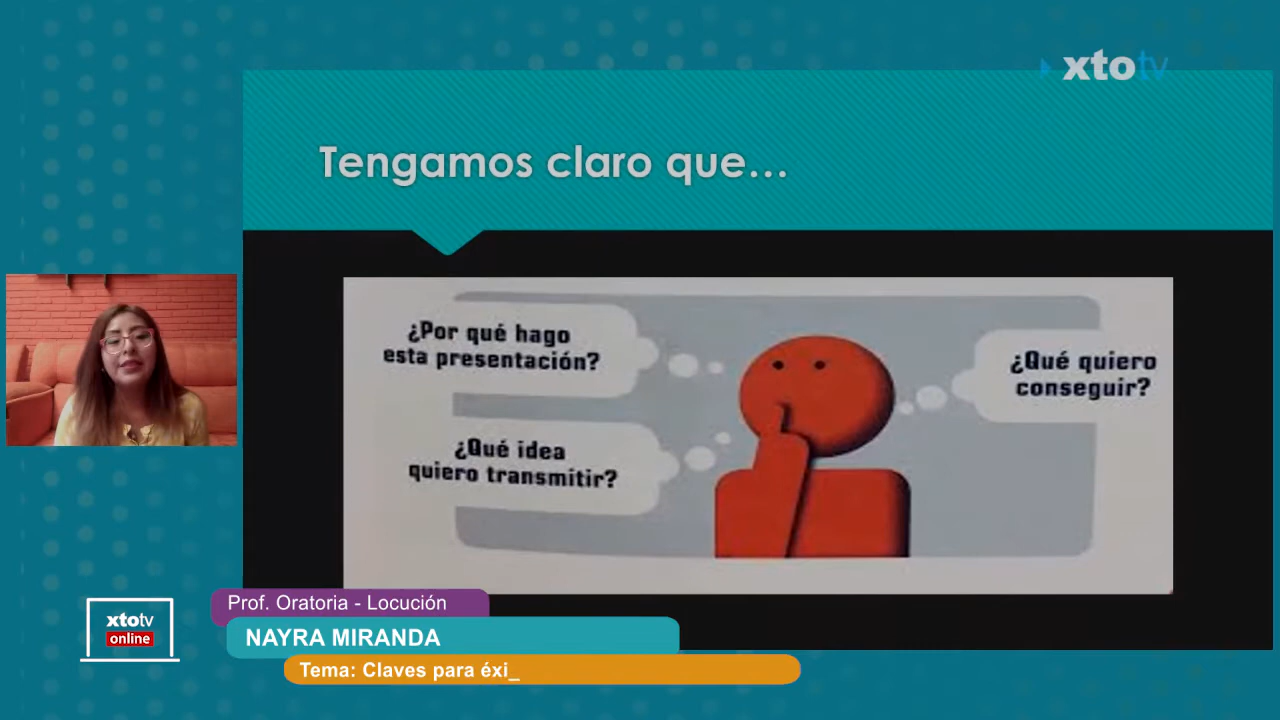 xtotv
Tengamos claro que...
¿Por qué hago
esta presentación?
¿Qué quiero
conseguir?
¿Qué idea
quiero transmitir?
Prof. Oratoria - Locución
xtotv
online
NAYRA MIRANDA
Tema: Claves para éxi_